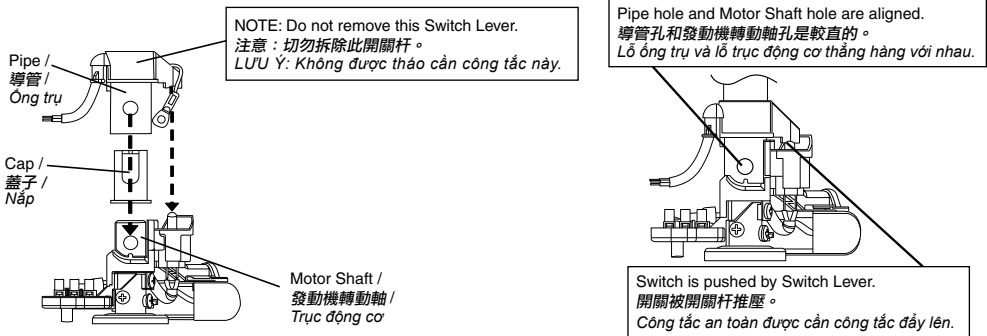 NOTE: Do not remove this Switch Lever.
注意：切勿拆除此開關杆。
LƯU Ý: Không được tháo cần công tắc này.
Pipe /
導管 /
Ống trụ
Cap /
蓋子 /
Nắp
Motor Shaft /
發動機轉動軸 /
Trục động cơ
Pipe hole and Motor Shaft hole are aligned.
導管孔和發動機轉動軸孔是較直的。
Lỗ ống trụ và lỗ trục động cơ thẳng hàng với nhau.
Switch is pushed by Switch Lever.
開關被開關杆推壓。
Công tắc an toàn được cần công tắc đẩy lên.